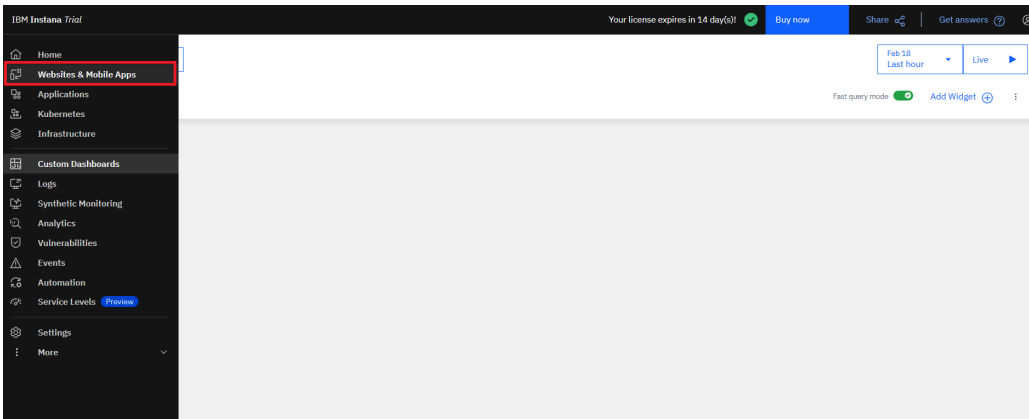 IBM Instana Trial
Your license expires in 14 day(s)!
Buy now
Share
Get answers
Home
Websites & Mobile Apps
Applications
Kubernetes
Infrastructure
Custom Dashboards
Logs
Synthetic Monitoring
Analytics
Vulnerabilities
Events
Automation
Service Levels Preview
Settings
More
Feb 18
Last hour
Live
Fast query mode
Add Widget